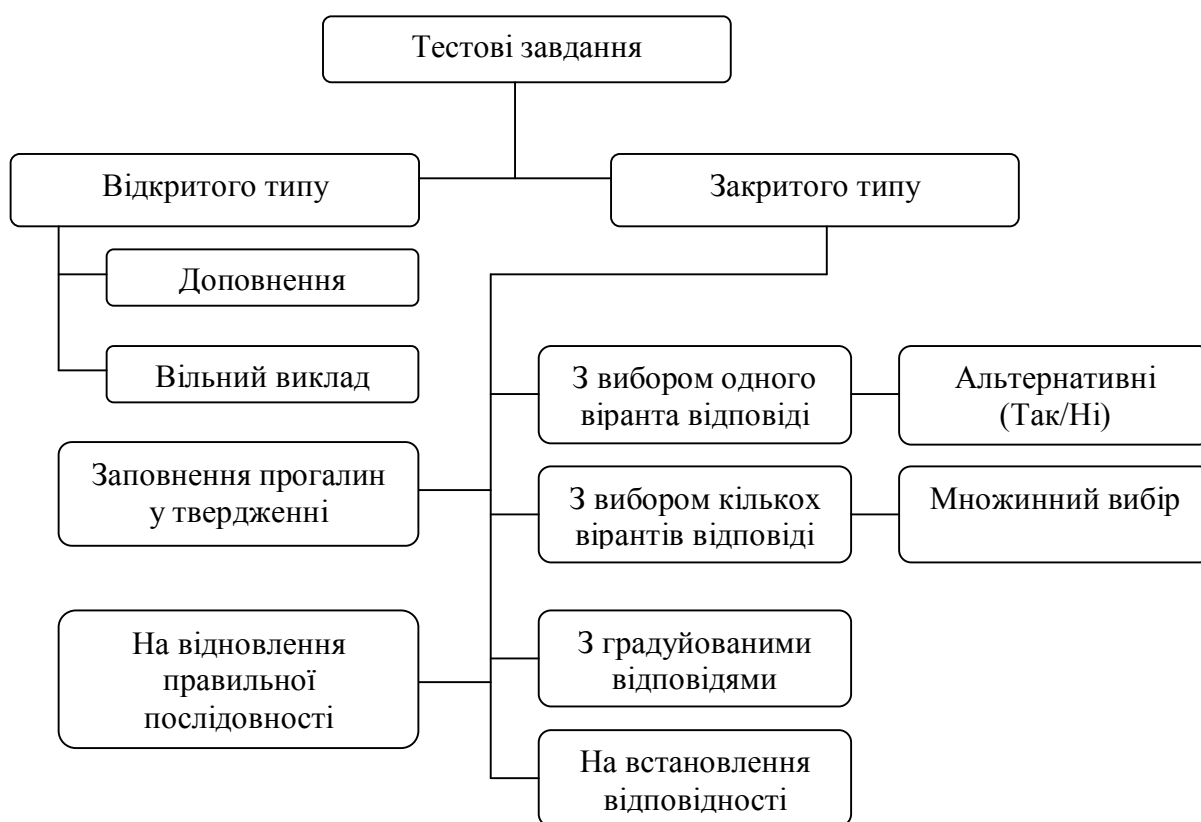 Тестові завдання
Відкритого типу
Закритого типу
Доповнення
Вільний виклад
З вибором одного
віранта відповіді
Альтернативні
(Так/Ні)
Заповнення прогалин
у твердженні
З вибором кількох
вірантів відповіді
Множинний вибір
На відновлення
правильної
послідовності
З градуйованими
відповідями
На встановлення
відповідності